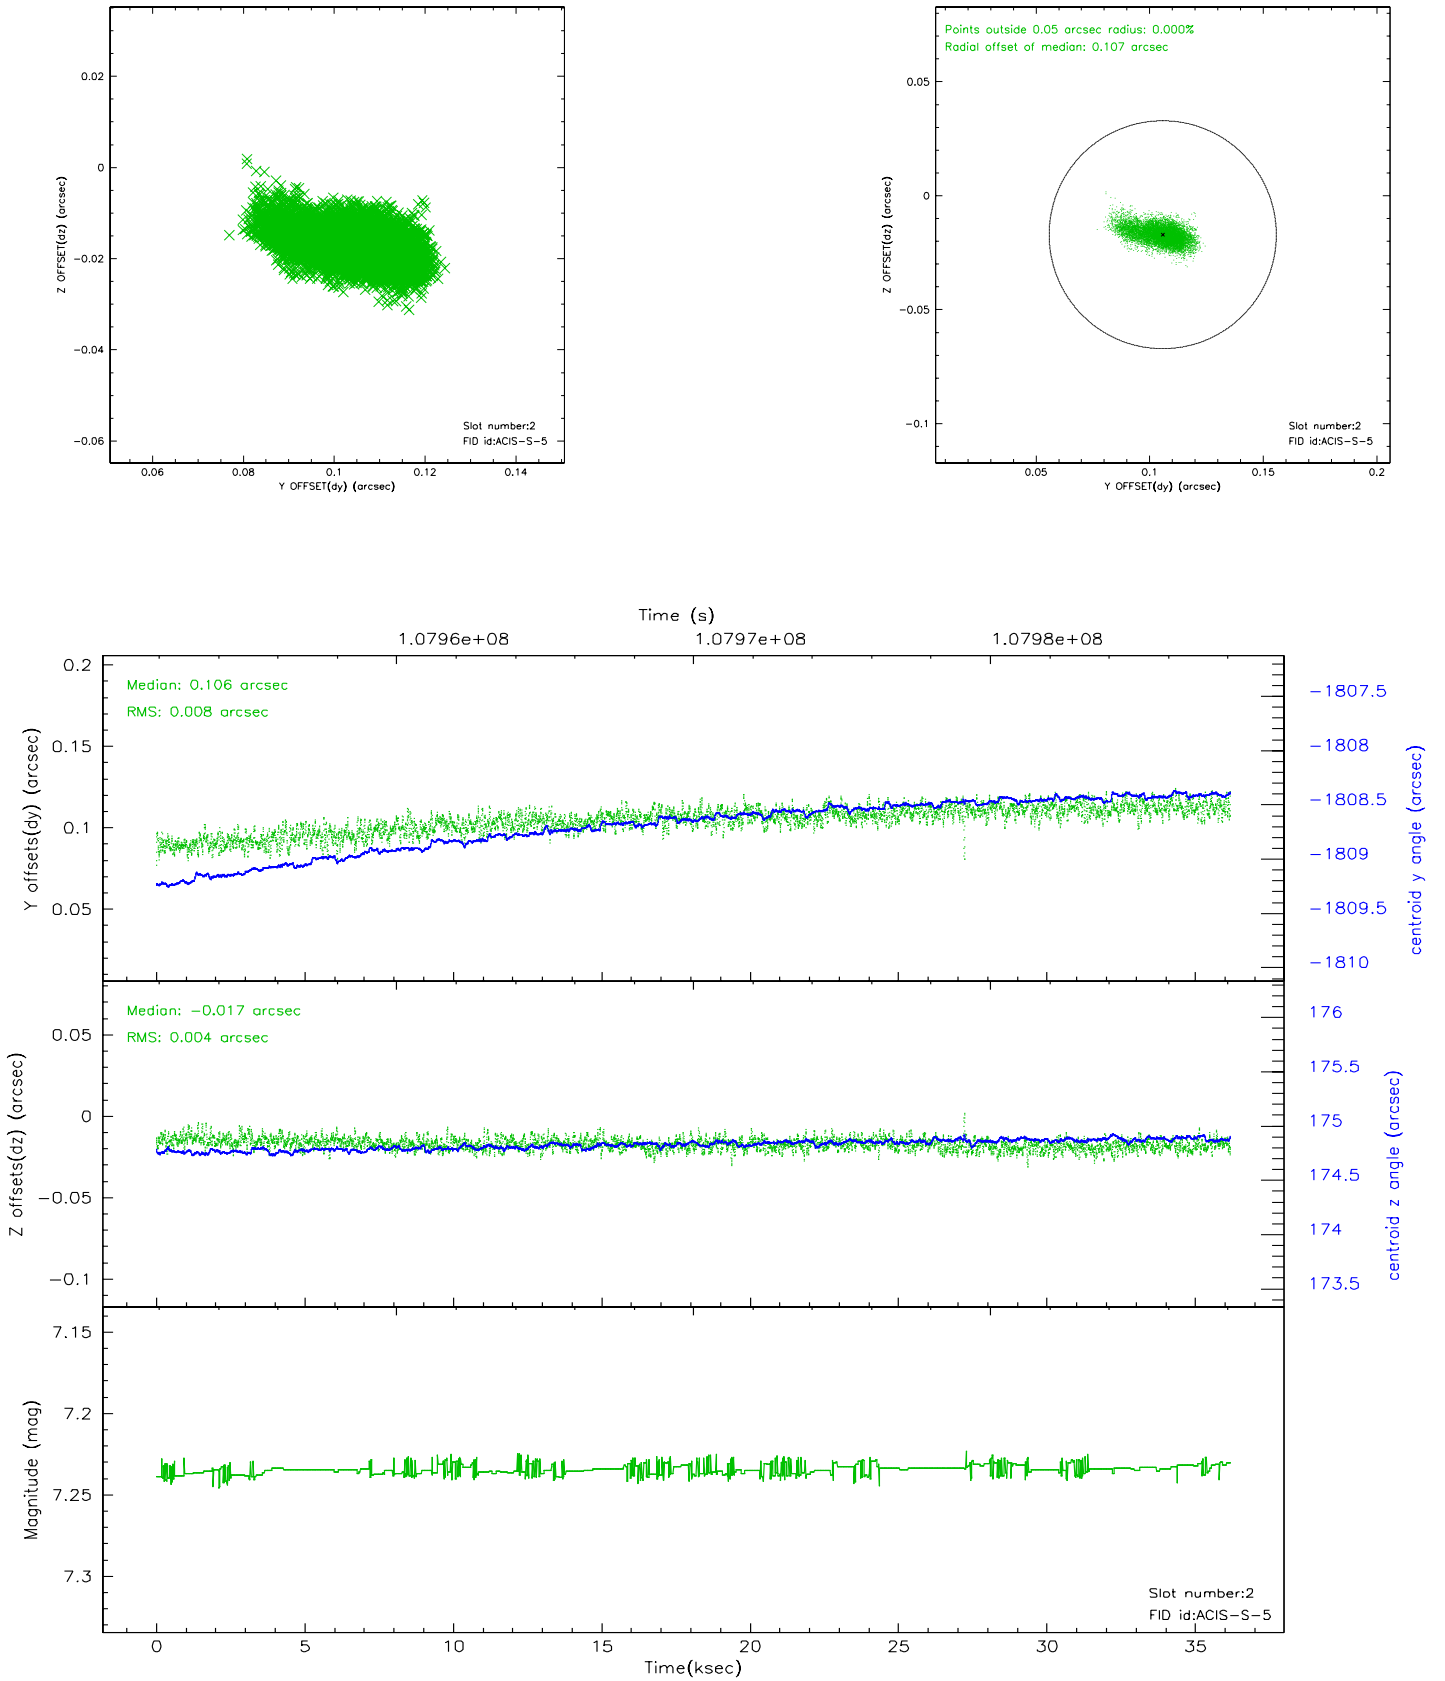 0.02
0
-0.02
-0.04
-0.06
Z OFFSET(dz) (arcsec)
Slot number:2
FID id:ACIS-S-5
0.06 0.08 0.1 0.12 0.14
Y OFFSET(dy) (arcsec)
Points outside 0.05 arcsec radius: 0.000%
Radial offset of median: 0.107 arcsec
0.05
0
-0.05
-0.1
Z OFFSET(dz) (arcsec)
Slot number:2
FID id:ACIS-S-5
0.05 0.1 0.15 0.2
Y OFFSET(dy) (arcsec)
Time (s)
1.0796e+08 1.0797e+08 1.0798e+08
0.2
0.15
0.1
0.05
Y offsets(dy) (arcsec)
Median: 0.106 arcsec
RMS: 0.008 arcsec
-1807.5
-1808
-1808.5
-1809
-1809.5
-1810
centroid y angle (arcsec)
0.05
0
-0.05
-0.1
Z offsets(dz) (arcsec)
Median: -0.017 arcsec
RMS: 0.004 arcsec
176
175.5
175
174.5
174
173.5
centroid z angle (arcsec)
7.15
7.2
7.25
7.3
Magnitude (mag)
Slot number:2
FID id:ACIS-S-5
0 5 10 15 20 25 30 35
Time(ksec)